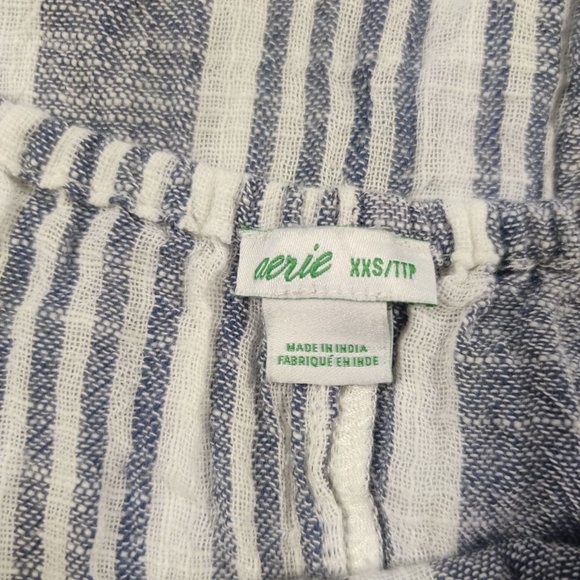 aerie XXS/TTP
MADE IN INDIA
FABRIQUÉ EN INDE